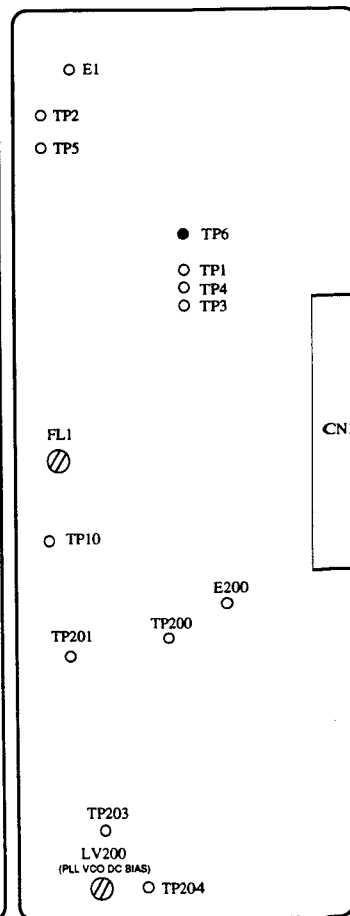 E1
TP2
TP5
TP6
TP1
TP4
TP3
FL1
TP10
E200
TP200
TP201
TP203
LV200
(PLL VCO DC BIAS)
TP204